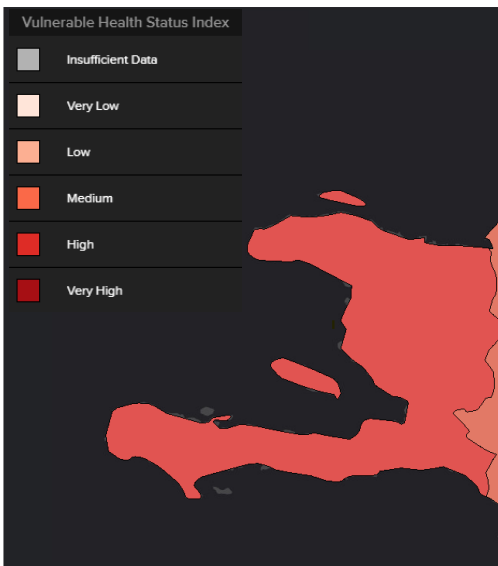 Vulnerable Health Status Index
Insufficient Data
Very Low
Low
Medium
High
Very High